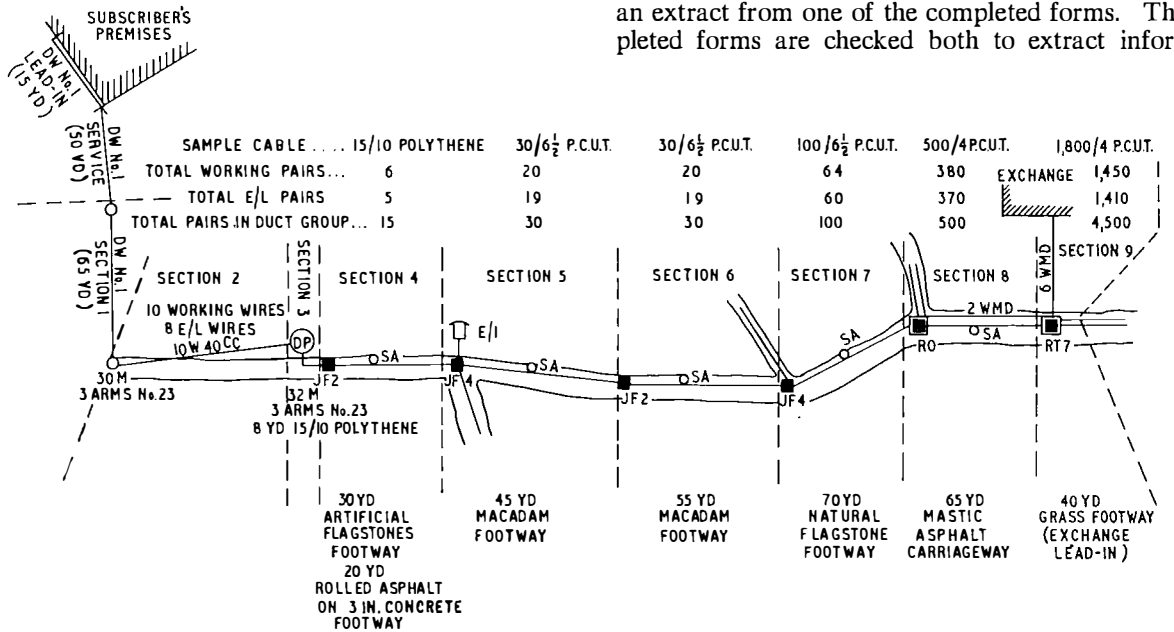 an extract from one of the completed forms. Th
pleted forms are checked both to extract infor
SUBSCRIBER'S
PREMISES
DW No.1
LEAD-IN
(15 YD)
DW No.1
SERVICE
(50 YD)
SAMPLE CABLE .... 15/10 POLYTHENE 30/6½ P.C.U.T. 30/6½ P.C.U.T. 100/6½ P.C.U.T. 500/4 P.C.U.T. 1,800/4 P.C.U.T.
TOTAL WORKING PAIRS... 6 20 20 64 380 1,450
TOTAL E/L PAIRS 5 19 19 60 370 1,410
TOTAL PAIRS.IN DUCT GROUP... 15 30 30 100 500 4,500
EXCHANGE
DW No.1
SECTION 1
(65 YD)
SECTION 2
SECTION 3
SECTION 4
SECTION 5
SECTION 6
SECTION 7
SECTION 8
6 WMD
SECTION 9
10 WORKING WIRES
8 E/L WIRES
10W 40CC
DP
SA
E/1
SA
SA
SA
2 WMD
SA
30 M
3 ARMS No.23
JF2
JF4
JF2
JF4
RO
RT7
32 M
3 ARMS No.23
8 YD 15/10 POLYTHENE
30 YD
ARTIFICIAL
FLAGSTONES
FOOTWAY
20 YD
ROLLED ASPHALT
ON 3 IN. CONCRETE
FOOTWAY
45 YD
MACADAM
FOOTWAY
55 YD
MACADAM
FOOTWAY
70 YD
NATURAL
FLAGSTONE
FOOTWAY
65 YD
MASTIC
ASPHALT
CARRIAGEWAY
40 YD
GRASS FOOTWAY
(EXCHANGE
LEAD-IN)